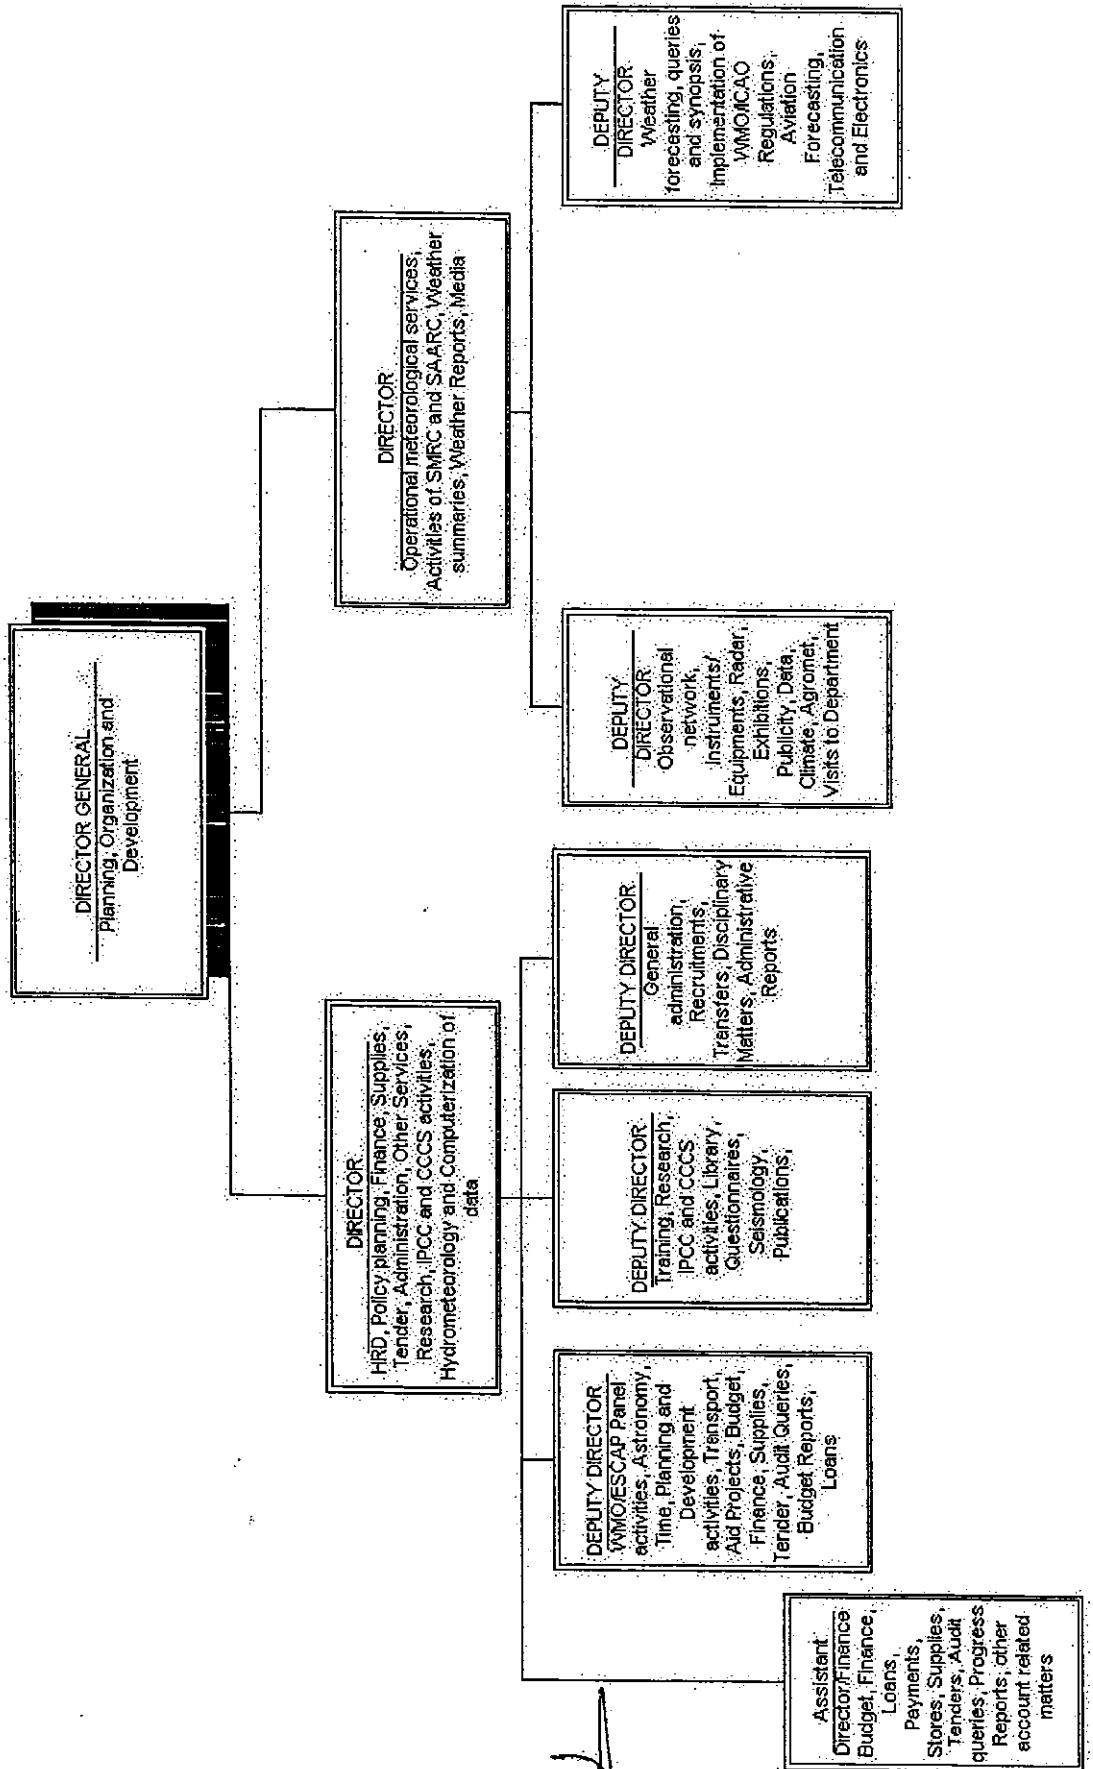 DIRECTOR GENERAL
Planning, Organization and
Development
DIRECTOR
HRD, Policy planning, Finance, Supplies,
Tender, Administration, Other Services,
Research, IPCC and CCCS activities,
Hydrometeorology and Computerization of
data
DIRECTOR
Operational meteorological services,
Activities of SMRC and SAARC, Weather
summaries, Weather Reports, Media
Assistant
Director/Finance
Budget, Finance,
Loans,
Payments,
Stores, Supplies,
Tenders, Audit
queries, Progress
Reports, other
account related
matters
DEPUTY DIRECTOR
WMO/ESCAP Panel
activities, Astronomy,
Time, Planning and
Development
activities, Transport,
Aid Projects, Budget,
Finance, Supplies,
Tender, Audit Queries,
Budget Reports,
Loans
DEPUTY DIRECTOR
Training, Research,
IPCC and CCCS
activities, Library,
Questionnaires,
Seismology,
Publications,
DEPUTY DIRECTOR
General
administration,
Recruitments,
Transfers, Disciplinary
Matters, Administrative
Reports
DEPUTY
DIRECTOR
Observational
network,
Instruments/
Equipments, Radar,
Exhibitions,
Publicity, Data,
Climate, Agromet,
Visits to Department
DEPUTY
DIRECTOR
Weather
forecasting, queries
and synopsis,
Implementation of
WMO/ICAO
Regulations,
Aviation
Forecasting,
Telecommunication
and Electronics